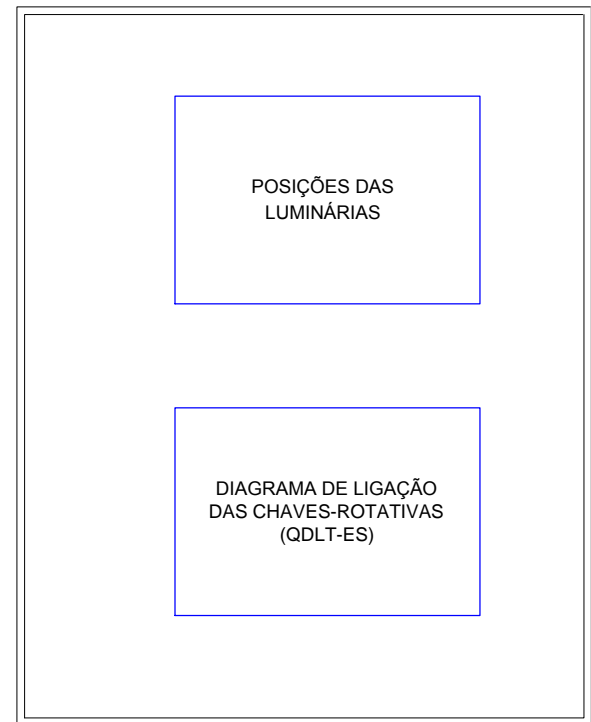 POSIÇÕES DAS
LUMINÁRIAS
DIAGRAMA DE LIGAÇÃO
DAS CHAVES-ROTATIVAS
(QDLT-ES)